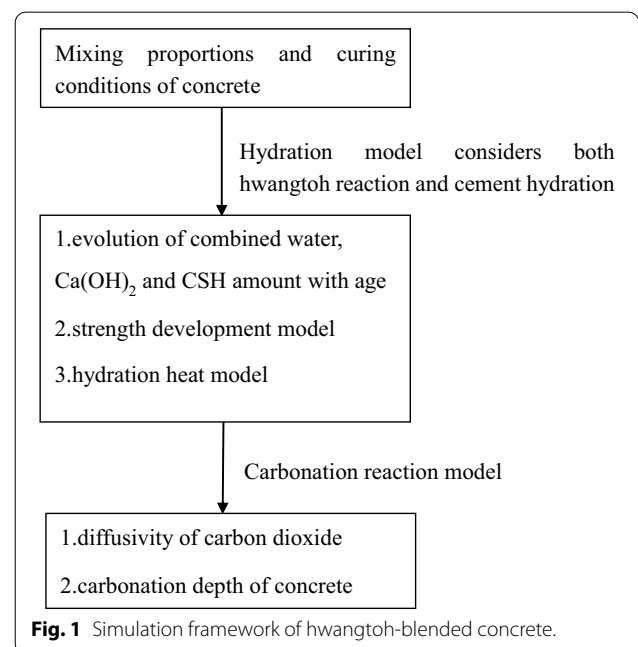 Mixing proportions and curing
conditions of concrete
Hydration model considers both
hwangtoh reaction and cement hydration
1.evolution of combined water,
Ca(OH)₂ and CSH amount with age
2.strength development model
3.hydration heat model
Carbonation reaction model
1.diffusivity of carbon dioxide
2.carbonation depth of concrete
Fig. 1 Simulation framework of hwangtoh-blended concrete.